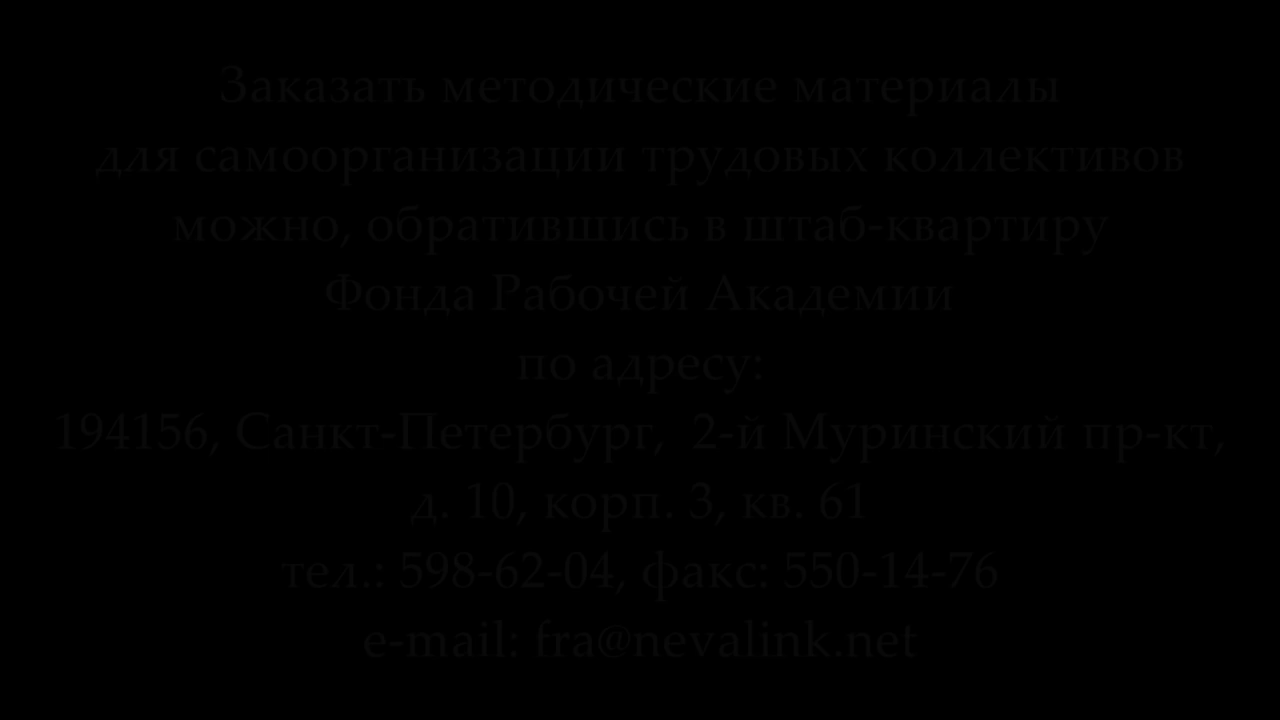 Заказать методические материалы
для самоорганизации трудовых коллективов
можно, обратившись в штаб-квартиру
Фонда Рабочей Академии
по адресу:
194156, Санкт-Петербург, 2-й Муринский пр-кт,
д. 10, корп. 3, кв. 61
тел.: 598-62-04, факс: 550-14-76
e-mail: fra@nevalink.net